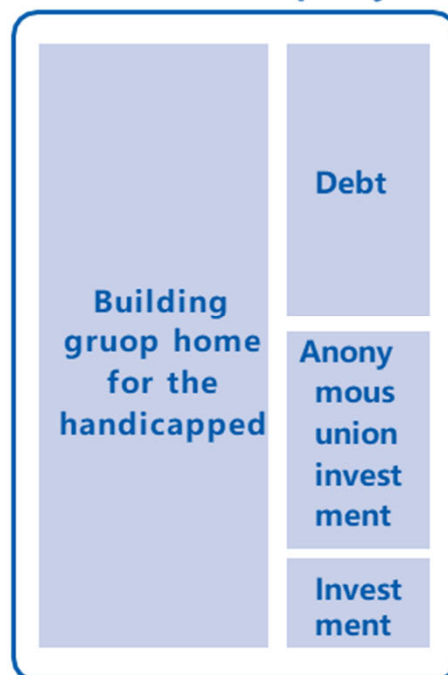 Building
gruop home
for the
handicapped
Debt
Anony
mous
union
invest
ment
Invest
ment